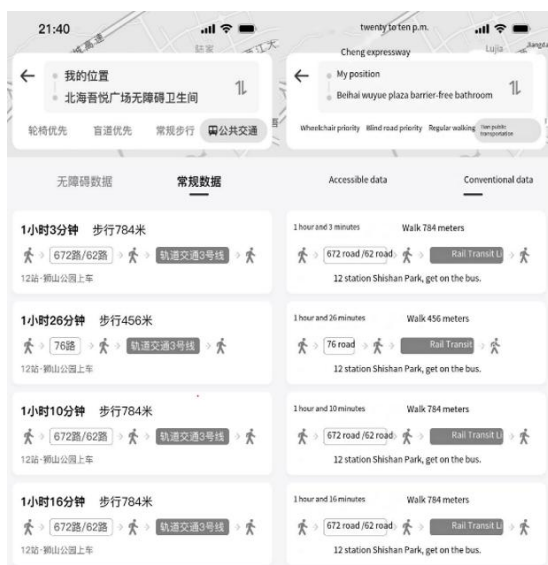 21:40
城高速
陈家
江大
我的位置
北海吾悦广场无障碍卫生间
轮椅优先 盲道优先 常规步行 公共交通
无障碍数据 常规数据
1小时3分钟 步行784米
672路/62路 轨道交通3号线
12站·狮山公园上车
1小时26分钟 步行456米
76路 轨道交通3号线
12站·狮山公园上车
1小时10分钟 步行784米
672路/62路 轨道交通3号线
12站·狮山公园上车
1小时16分钟 步行784米
672路/62路 轨道交通3号线
12站·狮山公园上车
twenty to ten p.m.
Cheng expressway
Lujia
Jiangda
My position
Beihai wuyue plaza barrier-free bathroom
Wheelchair priority Blind road priority Regular walking public transportation
Accessible data Conventional data
1 hour and 3 minutes Walk 784 meters
672 road /62 road Rail Transit Li
12 station Shishan Park, get on the bus.
1 hour and 26 minutes Walk 456 meters
76 road Rail Transit
12 station Shishan Park, get on the bus.
1 hour and 10 minutes Walk 784 meters
672 road /62 road Rail Transit Li
12 station Shishan Park, get on the bus.
1 hour and 16 minutes Walk 784 meters
672 road /62 road Rail Transit Li
12 station Shishan Park, get on the bus.